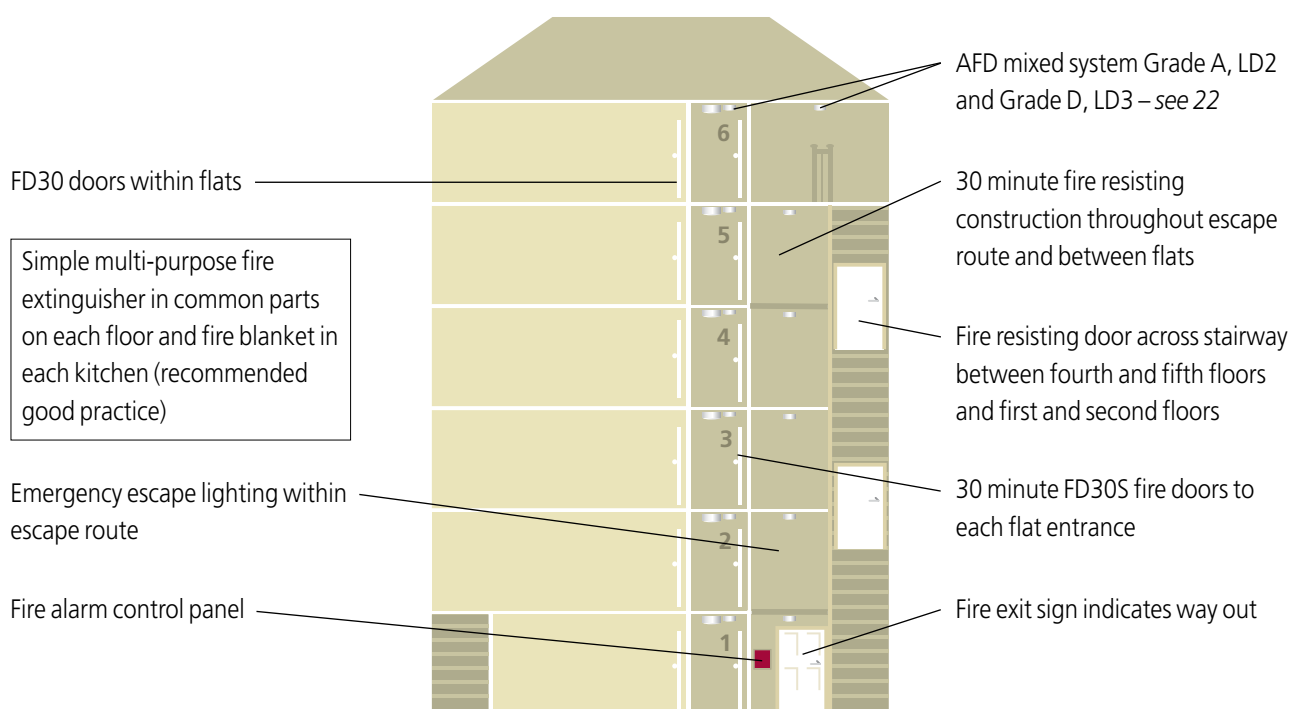 FD30 doors within flats
Simple multi-purpose fire
extinguisher in common parts
on each floor and fire blanket in
each kitchen (recommended
good practice)
Emergency escape lighting within
escape route
Fire alarm control panel
6
5
4
3
2
1
AFD mixed system Grade A, LD2
and Grade D, LD3 – see 22
30 minute fire resisting
construction throughout escape
route and between flats
Fire resisting door across stairway
between fourth and fifth floors
and first and second floors
30 minute FD30S fire doors to
each flat entrance
Fire exit sign indicates way out